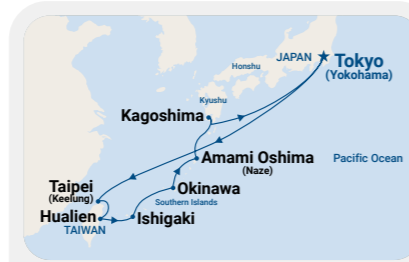 JAPAN
Tokyo
(Yokohama)
Honshu
Kyushu
Kagoshima
Amami Oshima
(Naze)
Pacific Ocean
Taipei
(Keelung)
Okinawa
Southern Islands
Hualien
Ishigaki
TAIWAN